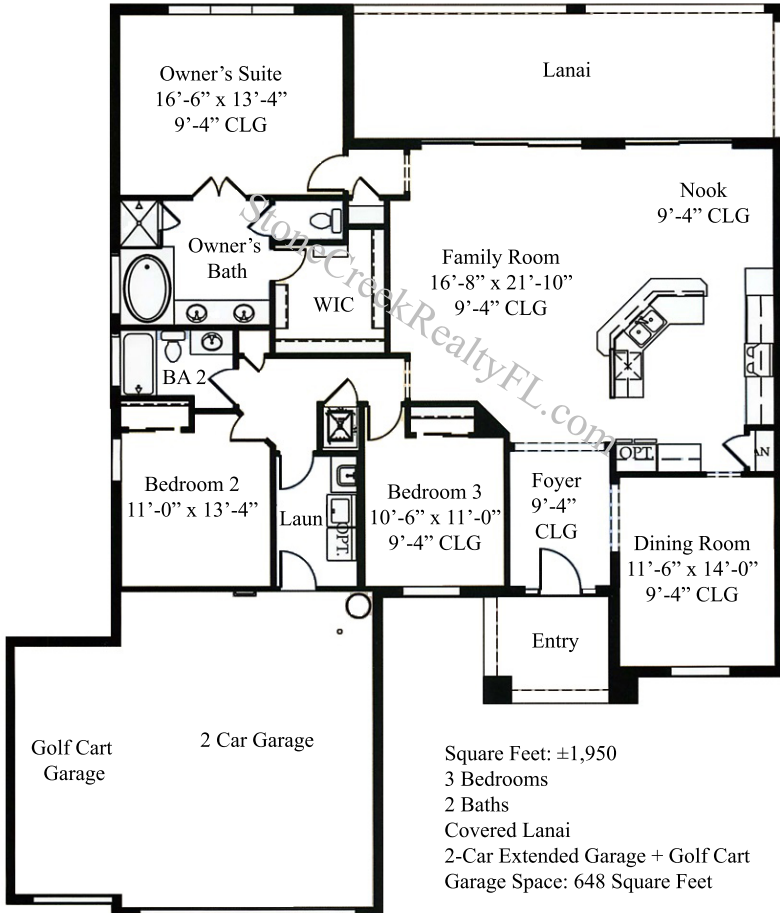 Owner’s Suite
16’-6” x 13’-4”
9’-4” CLG
Lanai
Nook
9’-4” CLG
Owner’s
Bath
WIC
Family Room
16’-8” x 21’-10”
9’-4” CLG
StoneCreekRealtyFL.com
BA 2
Bedroom 2
11’-0” x 13’-4”
Laun
OPT.
Bedroom 3
10’-6” x 11’-0”
9’-4” CLG
Foyer
9’-4”
CLG
OPT.
AN
Dining Room
11’-6” x 14’-0”
9’-4” CLG
Entry
Golf Cart
Garage
2 Car Garage
Square Feet: ±1,950
3 Bedrooms
2 Baths
Covered Lanai
2-Car Extended Garage + Golf Cart
Garage Space: 648 Square Feet